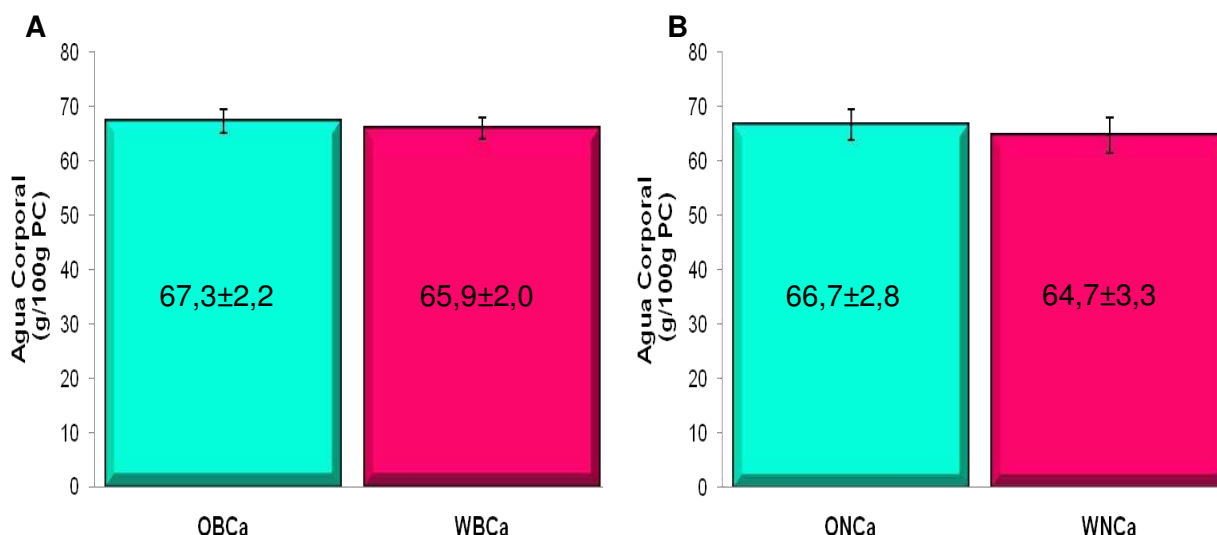 A
80
70
60
50
40
30
20
10
0
Agua Corporal
(g/100g PC)
67,3±2,2
65,9±2,0
OBCa
WBCa
B
80
70
60
50
40
30
20
10
0
Agua Corporal
(g/100g PC)
66,7±2,8
64,7±3,3
ONCa
WNCa